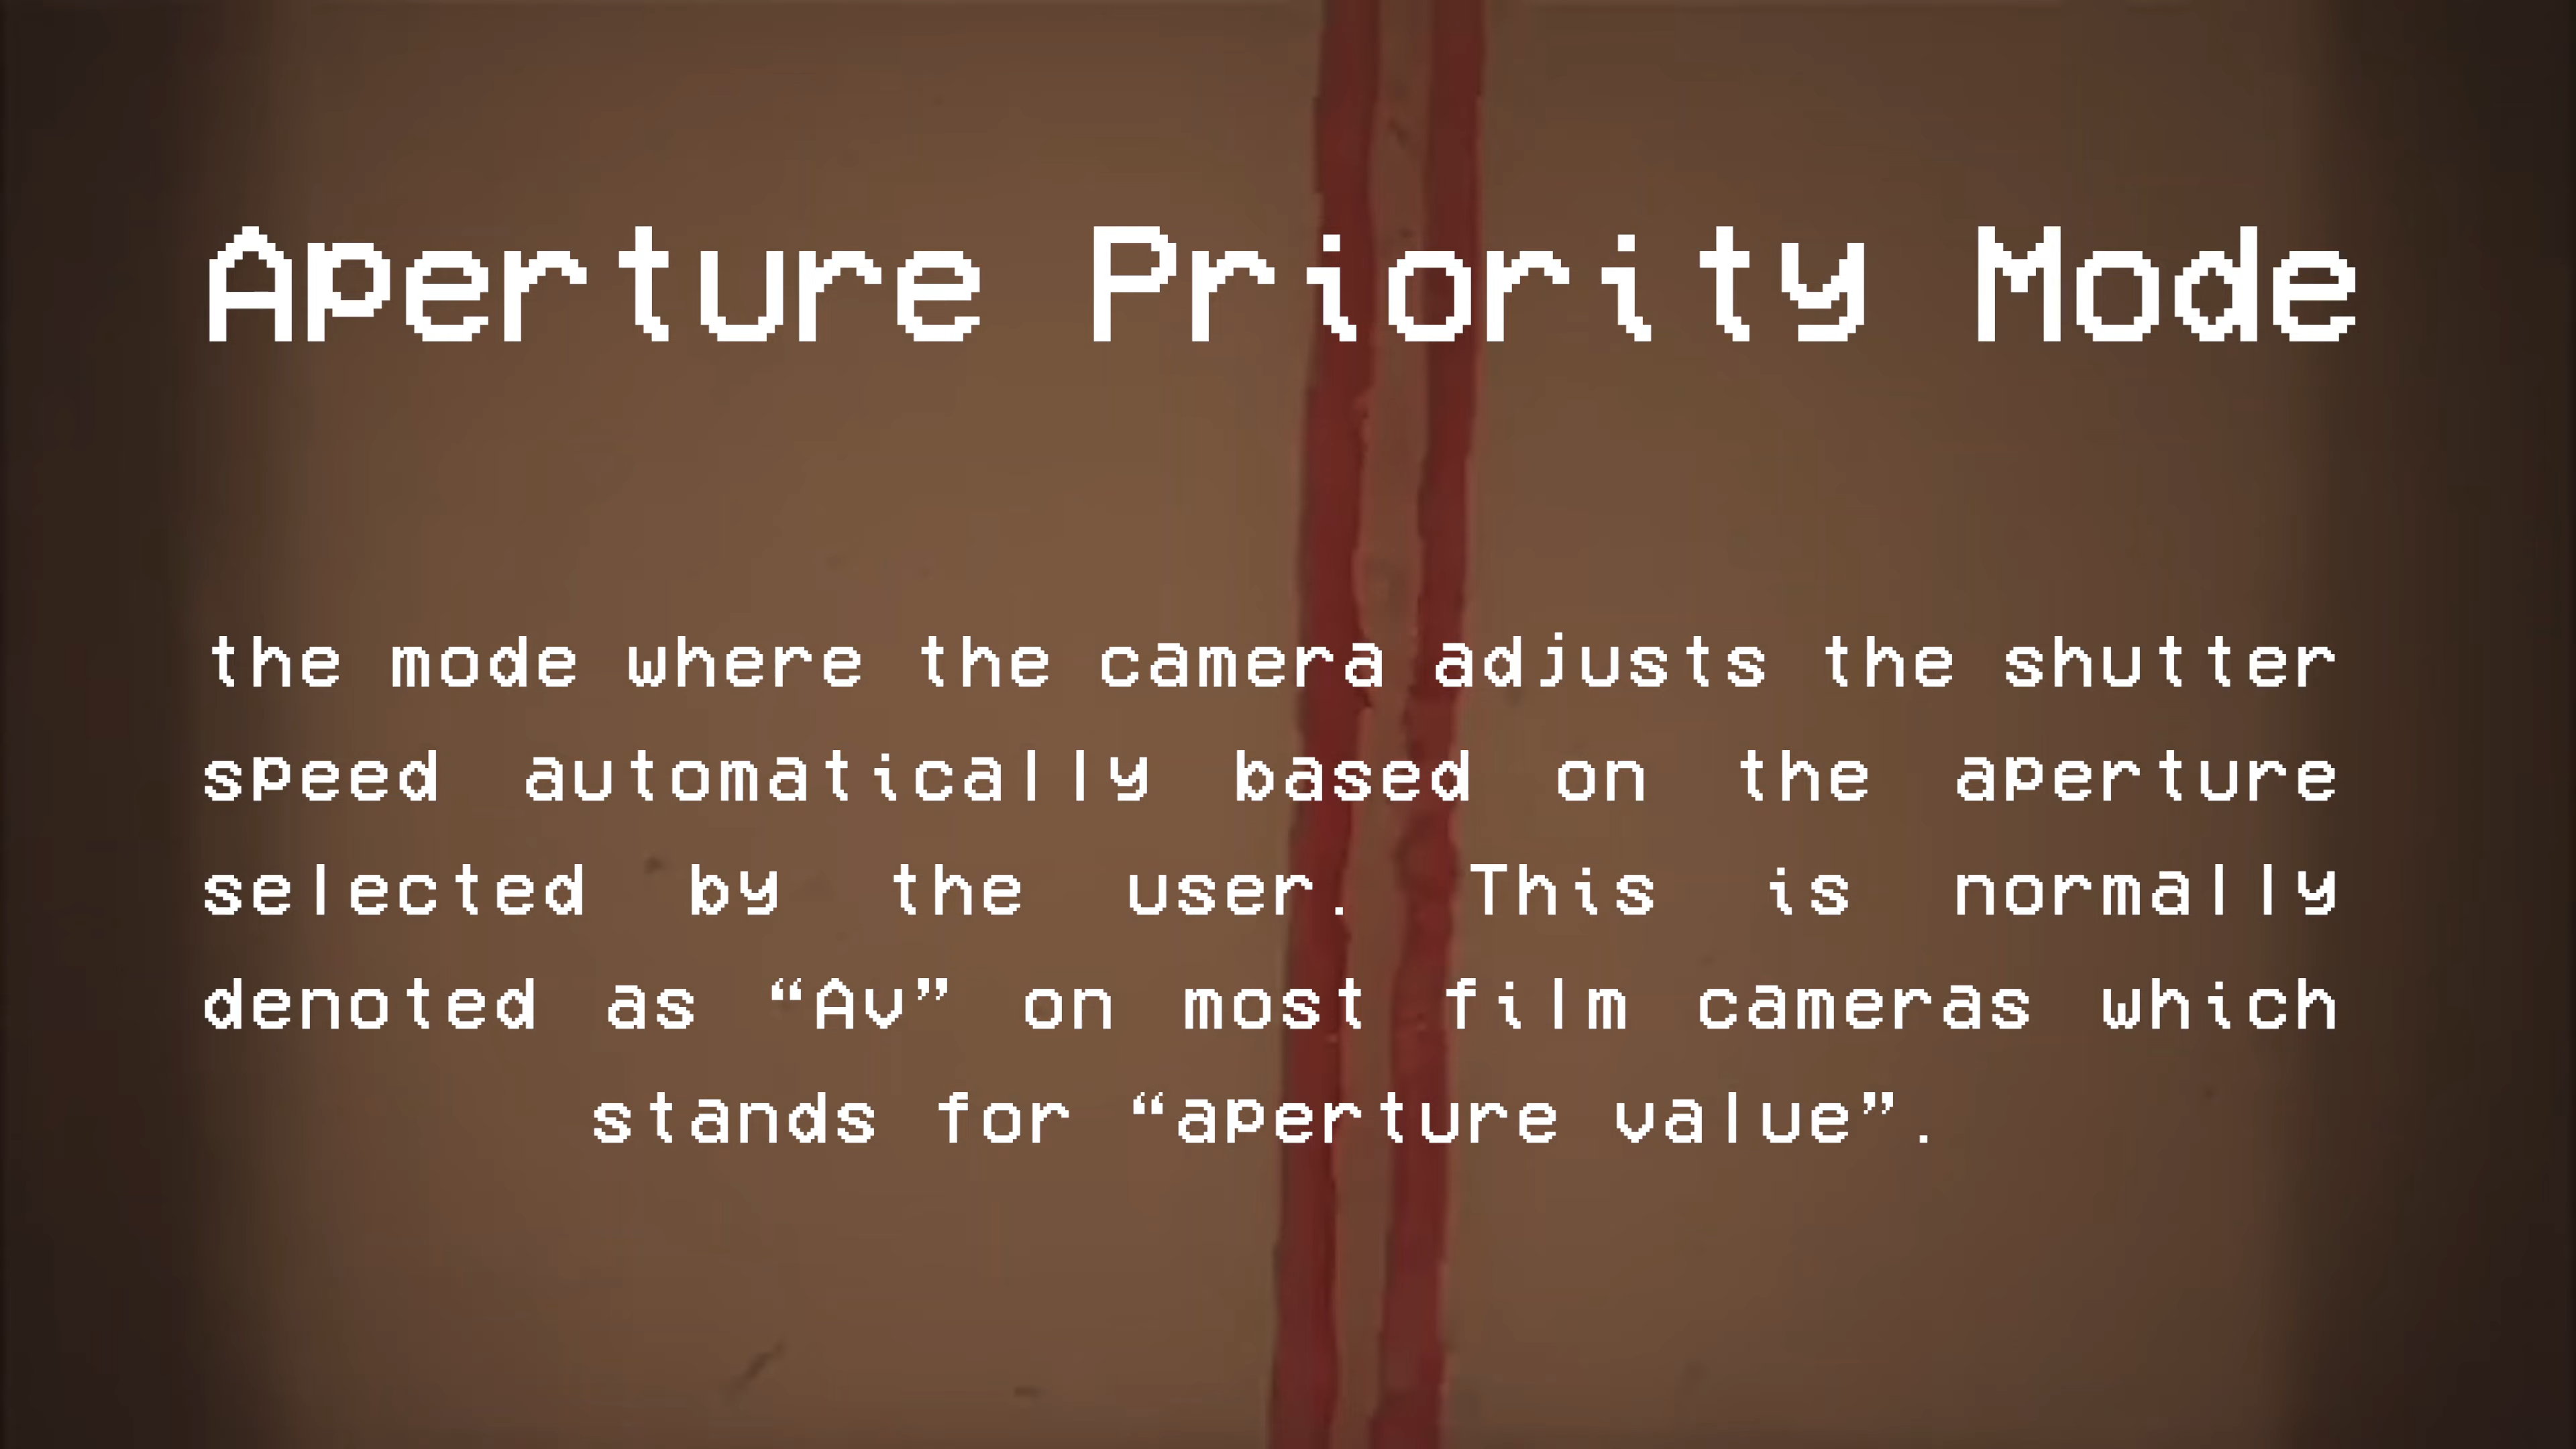 Aperture Priority Mode
the mode where the camera adjusts the shutter
speed automatically based on the aperture
selected by the user. This is normally
denoted as “Av” on most film cameras which
stands for “aperture value”.